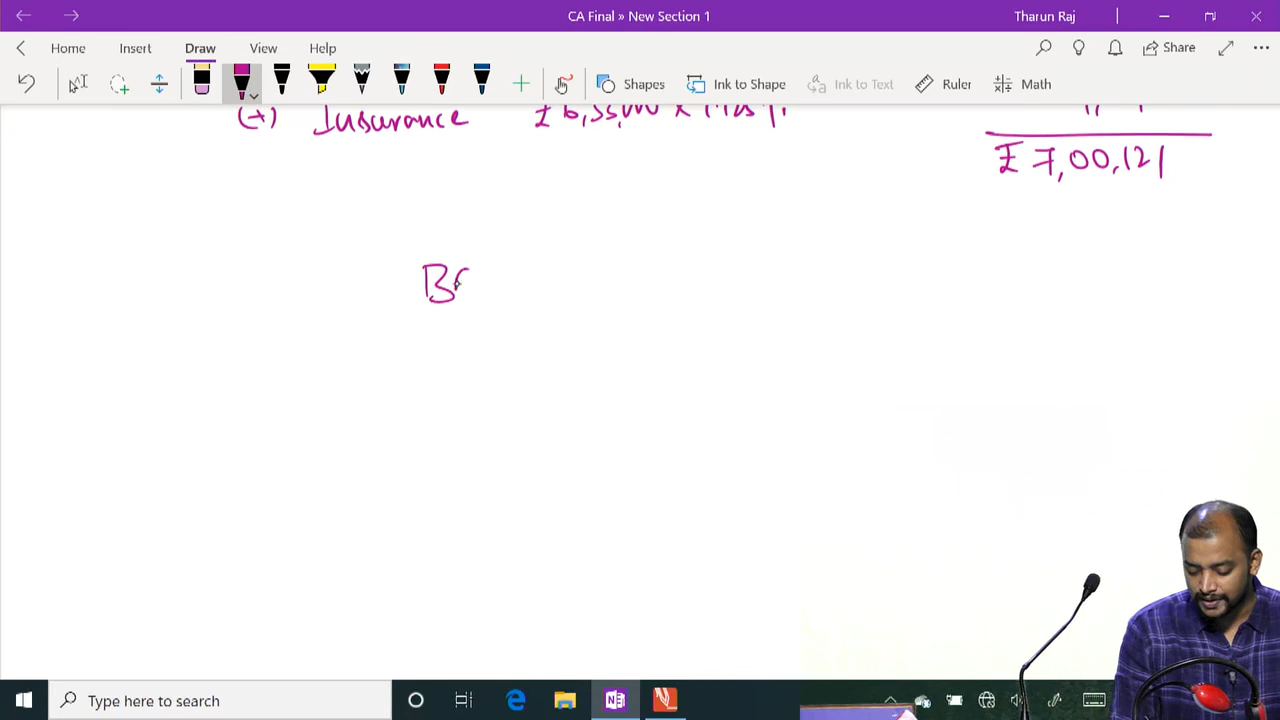 CA Final » New Section 1
Tharun Raj
Home Insert Draw View Help
Share
Shapes Ink to Shape Ink to Text Ruler Math
(+) Insurance
₹ 7,00,121
B
Type here to search